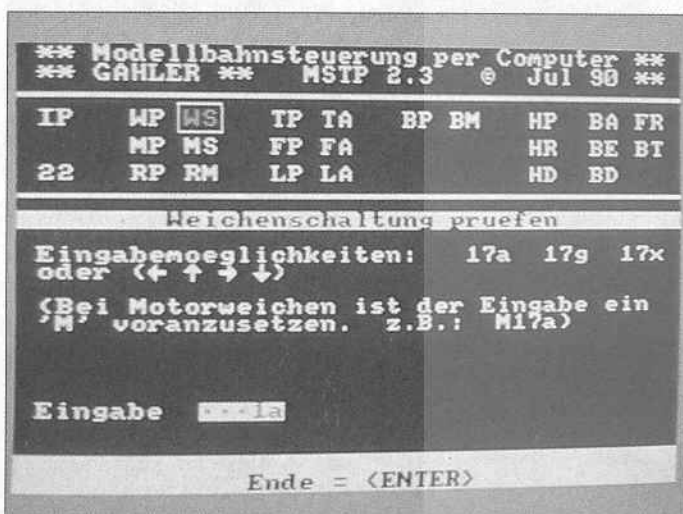 ** Modellbahnsteuerung per Computer **
** GAHLER ** MSTP 2.3 © Jul 90 **
IP WP WS TP TA BP BM HP BA FR
MP MS FP FA HR BE BT
22 RP RM LP LA HD BD
Weichenschaltung pruefen
Eingabemoeglichkeiten: 17a 17g 17x
oder (← ↑ → ↓)
(Bei Motorweichen ist der Eingabe ein
'M' voranzusetzen. z.B.: M17a)
Eingabe ···1a
Ende = <ENTER>